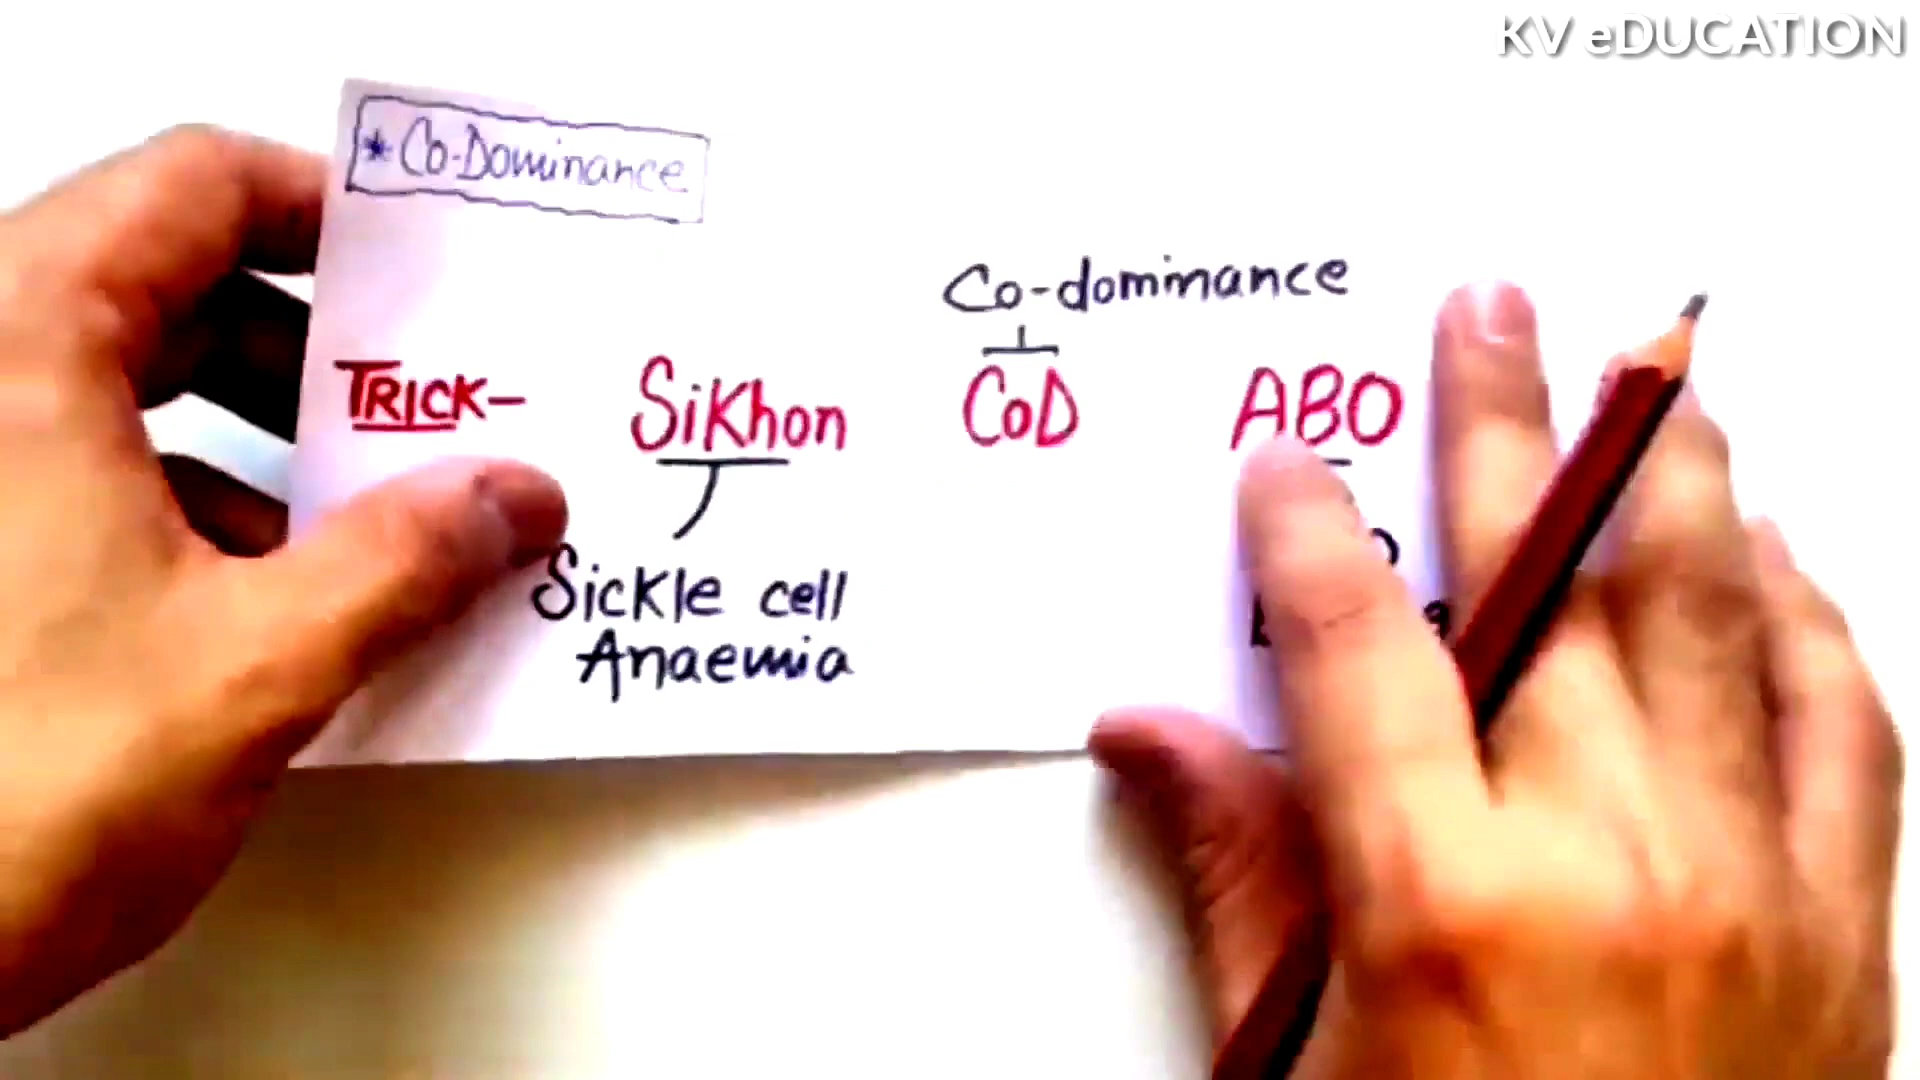 KV eDUCATION
* Co-Dominance
Co-dominance
TRICK- SiKhon CoD ABO
Sickle cell
Anaemia